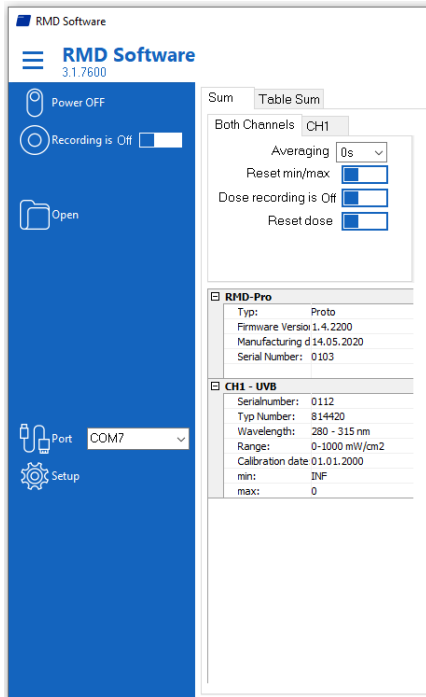 RMD Software
RMD Software
3.1.7600
Power OFF
Recording is Off
Open
Port COM7
Setup
Sum Table Sum
Both Channels CH1
Averaging 0s
Reset min/max
Dose recording is Off
Reset dose
RMD-Pro
Typ: Proto
Firmware Version 1.4.2200
Manufacturing d 14.05.2020
Serial Number: 0103
CH1 - UVB
Serialnumber: 0112
Typ Number: 814420
Wavelength: 280 - 315 nm
Range: 0-1000 mW/cm2
Calibration date 01.01.2000
min: INF
max: 0